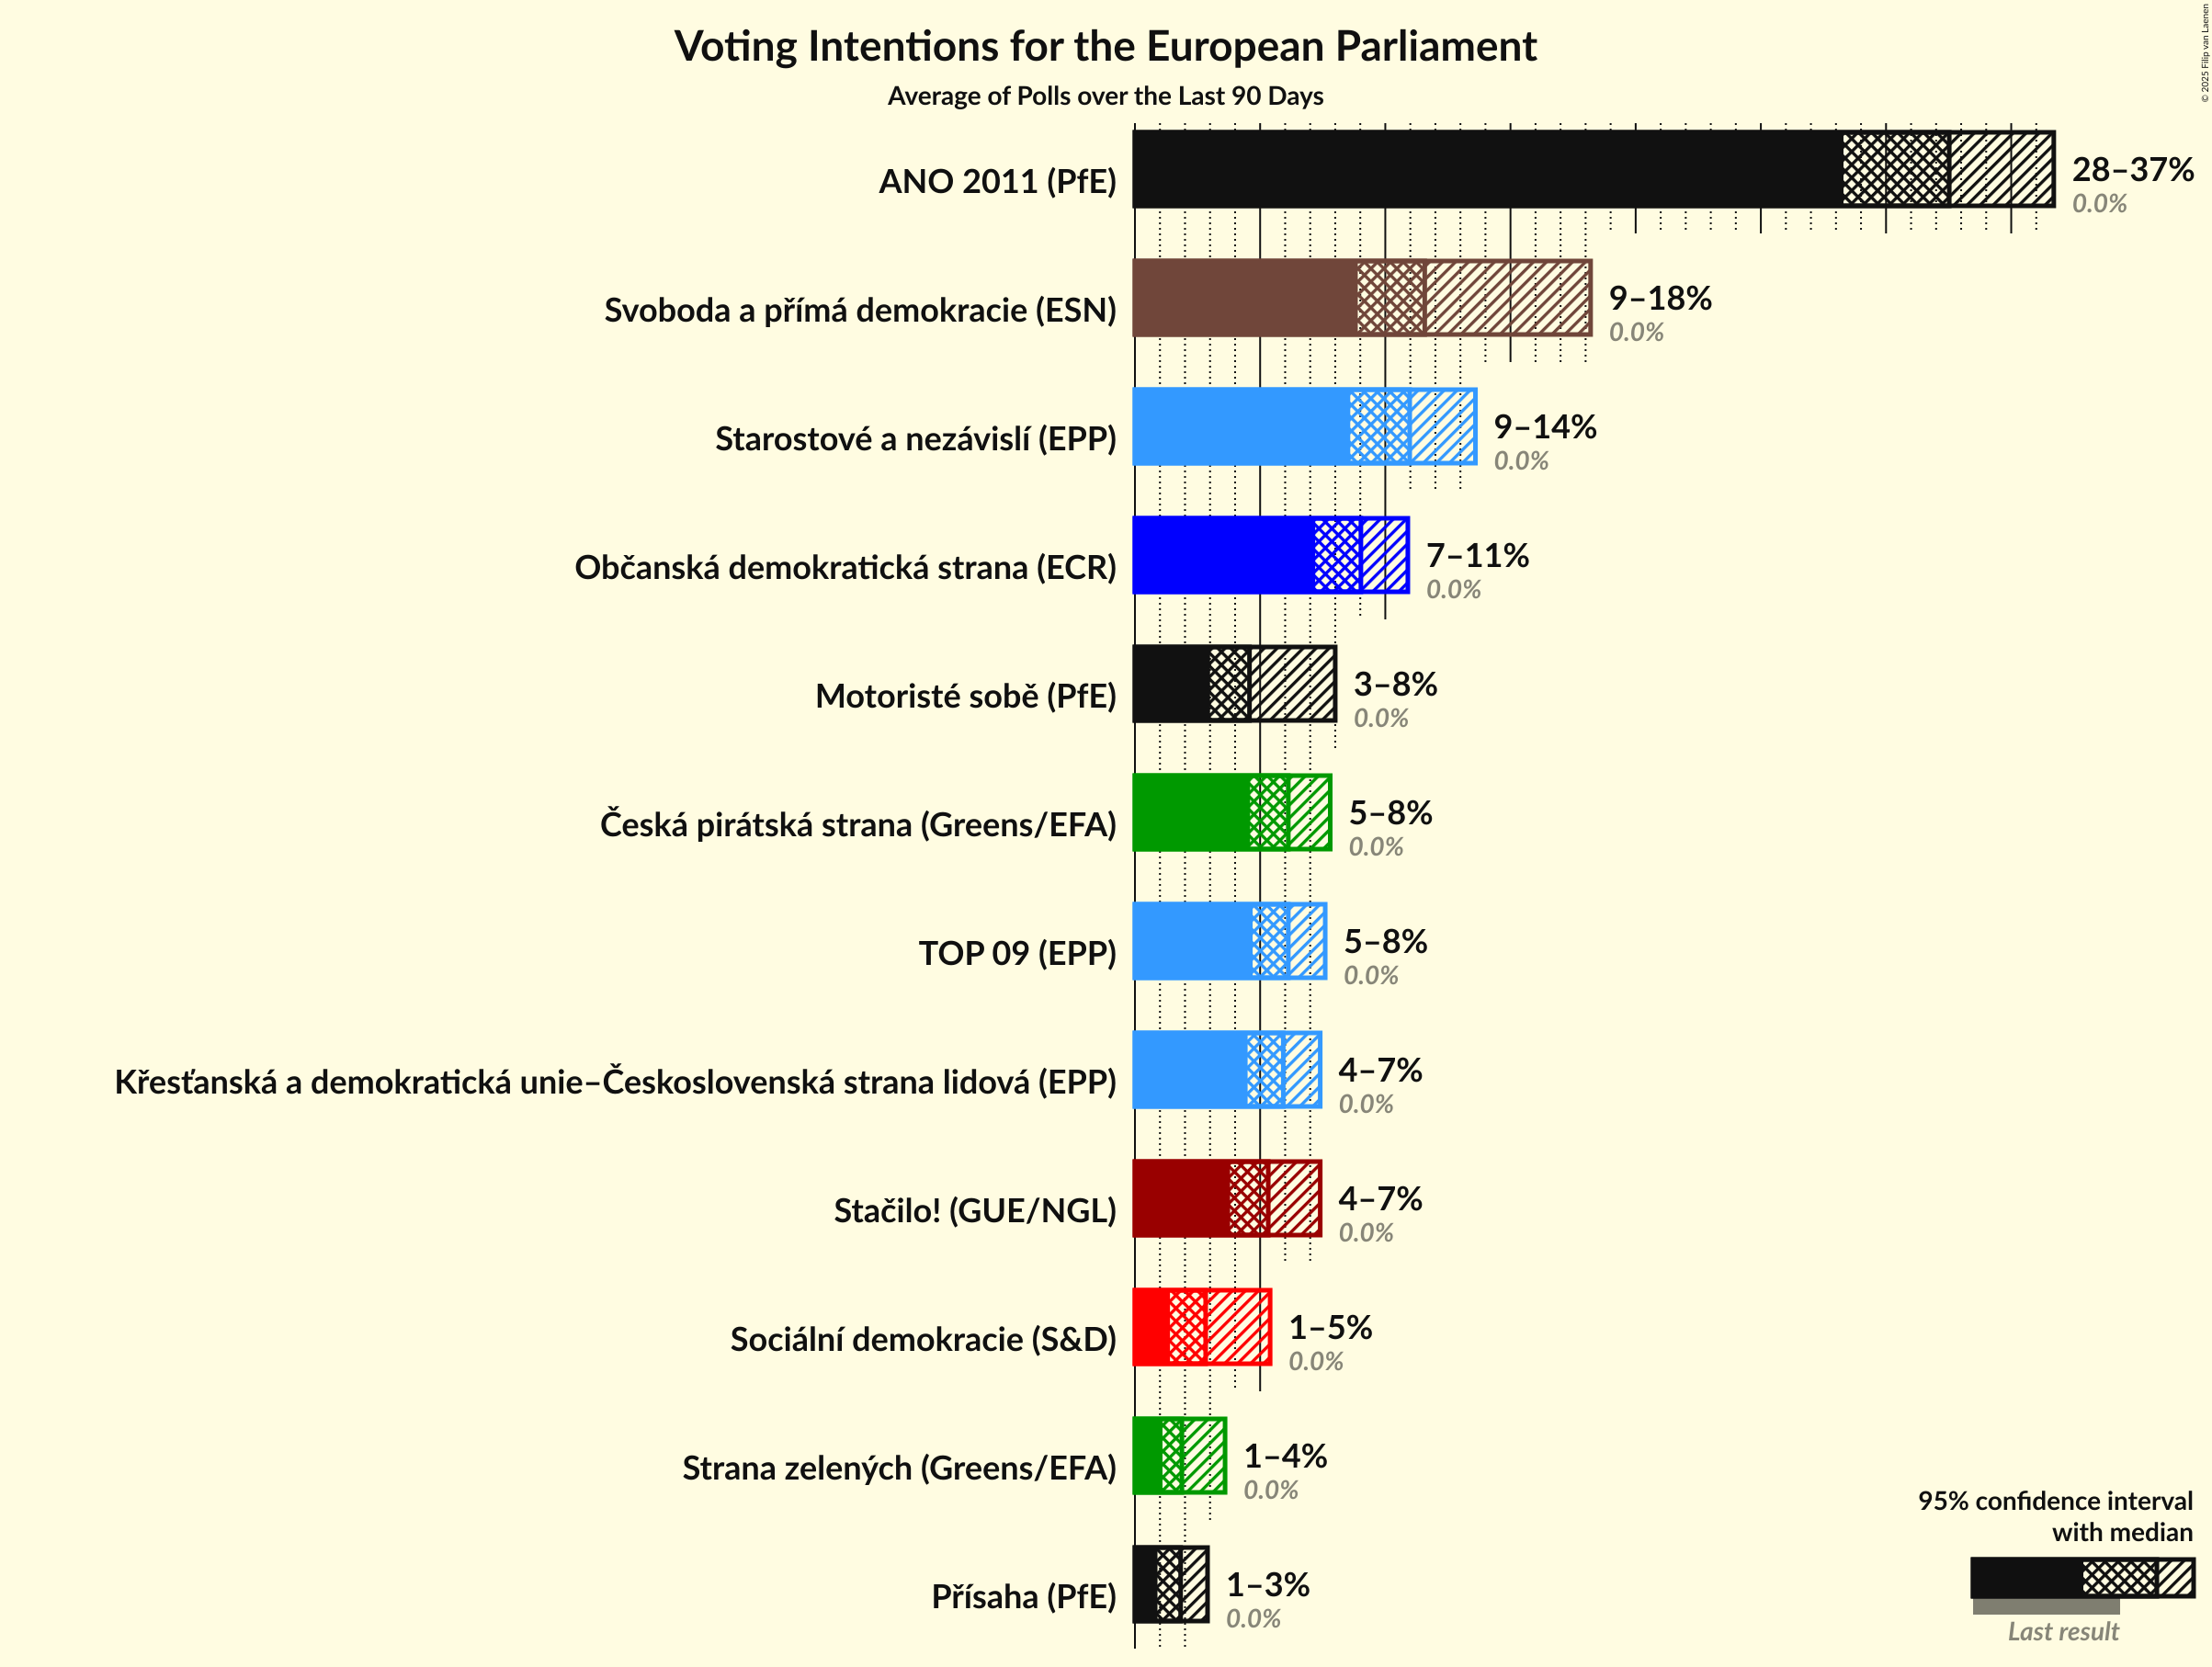 Voting Intentions for the European Parliament
Average of Polls over the Last 90 Days
© 2025 Filip van Laenen
ANO 2011 (PfE)
28–37%
0.0%
Svoboda a přímá demokracie (ESN)
9–18%
0.0%
Starostové a nezávislí (EPP)
9–14%
0.0%
Občanská demokratická strana (ECR)
7–11%
0.0%
Motoristé sobě (PfE)
3–8%
0.0%
Česká pirátská strana (Greens/EFA)
5–8%
0.0%
TOP 09 (EPP)
5–8%
0.0%
Křesťanská a demokratická unie–Československá strana lidová (EPP)
4–7%
0.0%
Stačilo! (GUE/NGL)
4–7%
0.0%
Sociální demokracie (S&D)
1–5%
0.0%
Strana zelených (Greens/EFA)
1–4%
0.0%
Přísaha (PfE)
1–3%
0.0%
95% confidence interval
with median
Last result